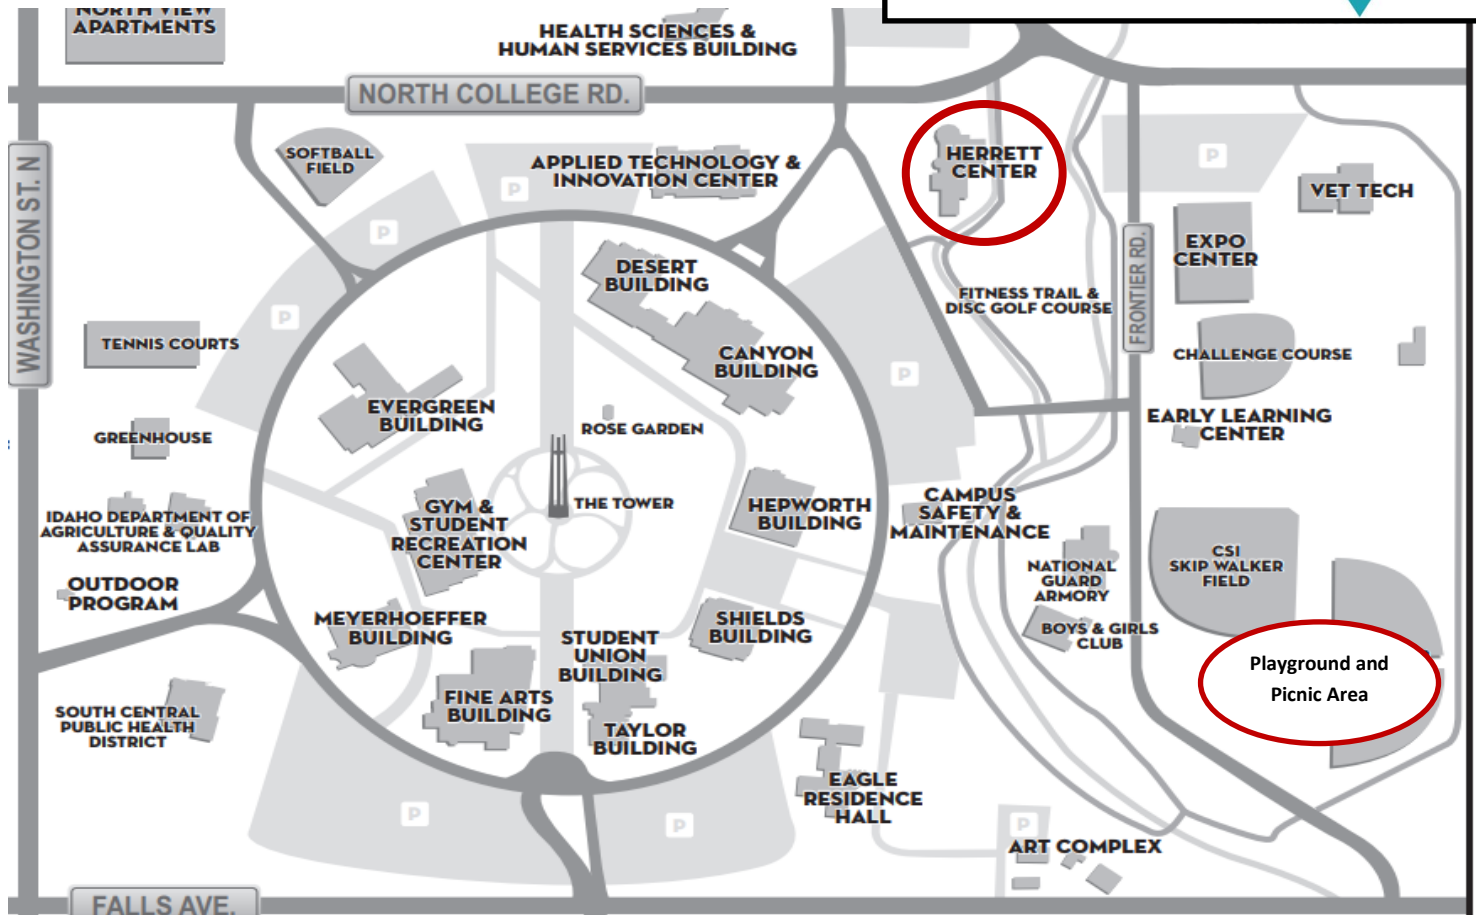 NORTH VIEW
APARTMENTS
HEALTH SCIENCES &
HUMAN SERVICES BUILDING
NORTH COLLEGE RD.
WASHINGTON ST. N
SOFTBALL
FIELD
P
APPLIED TECHNOLOGY &
INNOVATION CENTER
HERRETT
CENTER
P
VET TECH
P
EXPO
CENTER
FRONTIER RD.
DESERT
BUILDING
FITNESS TRAIL &
DISC GOLF COURSE
P
TENNIS COURTS
CANYON
BUILDING
CHALLENGE COURSE
P
EVERGREEN
BUILDING
ROSE GARDEN
EARLY LEARNING
CENTER
GREENHOUSE
THE TOWER
GYM &
STUDENT
RECREATION
CENTER
HEPWORTH
BUILDING
CAMPUS
SAFETY &
MAINTENANCE
IDAHO DEPARTMENT OF
AGRICULTURE & QUALITY
ASSURANCE LAB
CSI
SKIP WALKER
FIELD
NATIONAL
GUARD
ARMORY
OUTDOOR
PROGRAM
MEYERHOEFFER
BUILDING
STUDENT
UNION
BUILDING
SHIELDS
BUILDING
BOYS & GIRLS
CLUB
Playground and
Picnic Area
SOUTH CENTRAL
PUBLIC HEALTH
DISTRICT
FINE ARTS
BUILDING
TAYLOR
BUILDING
EAGLE
RESIDENCE
HALL
P
P
P
ART COMPLEX
FALLS AVE.